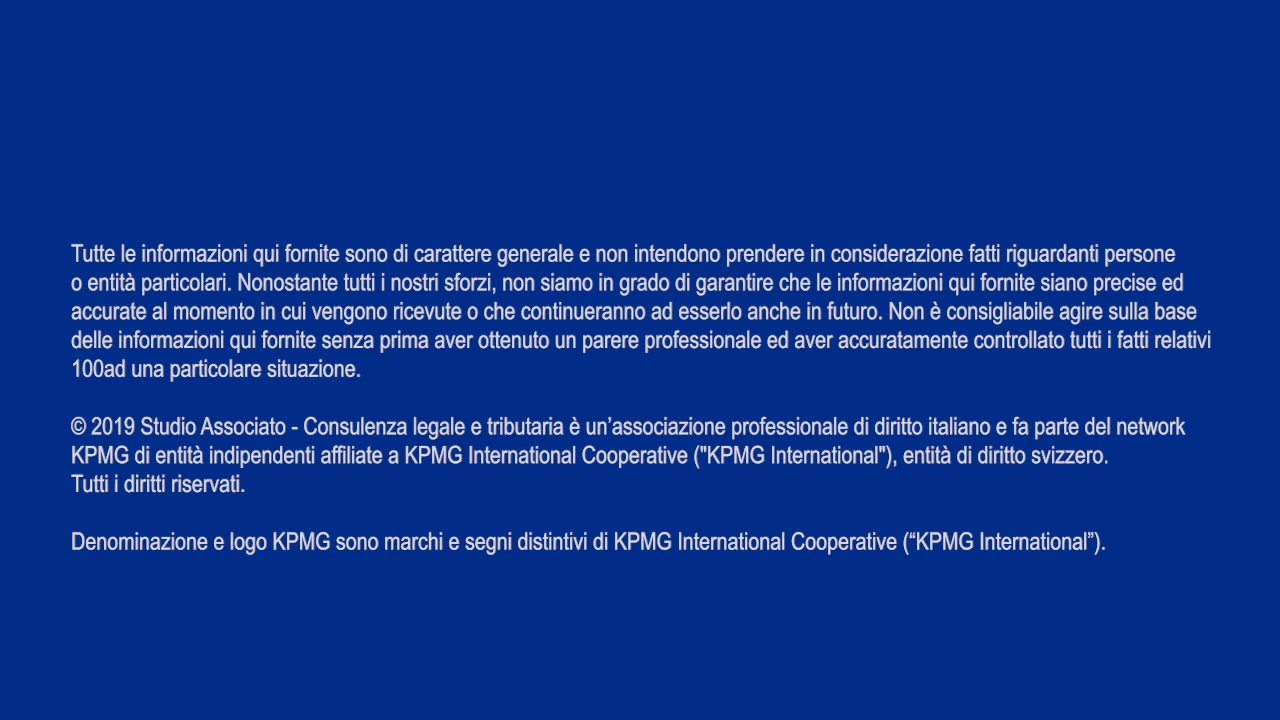 Tutte le informazioni qui fornite sono di carattere generale e non intendono prendere in considerazione fatti riguardanti persone
o entità particolari. Nonostante tutti i nostri sforzi, non siamo in grado di garantire che le informazioni qui fornite siano precise ed
accurate al momento in cui vengono ricevute o che continueranno ad esserlo anche in futuro. Non è consigliabile agire sulla base
delle informazioni qui fornite senza prima aver ottenuto un parere professionale ed aver accuratamente controllato tutti i fatti relativi
100ad una particolare situazione.
© 2019 Studio Associato - Consulenza legale e tributaria è un’associazione professionale di diritto italiano e fa parte del network
KPMG di entità indipendenti affiliate a KPMG International Cooperative ("KPMG International"), entità di diritto svizzero.
Tutti i diritti riservati.
Denominazione e logo KPMG sono marchi e segni distintivi di KPMG International Cooperative (“KPMG International”).